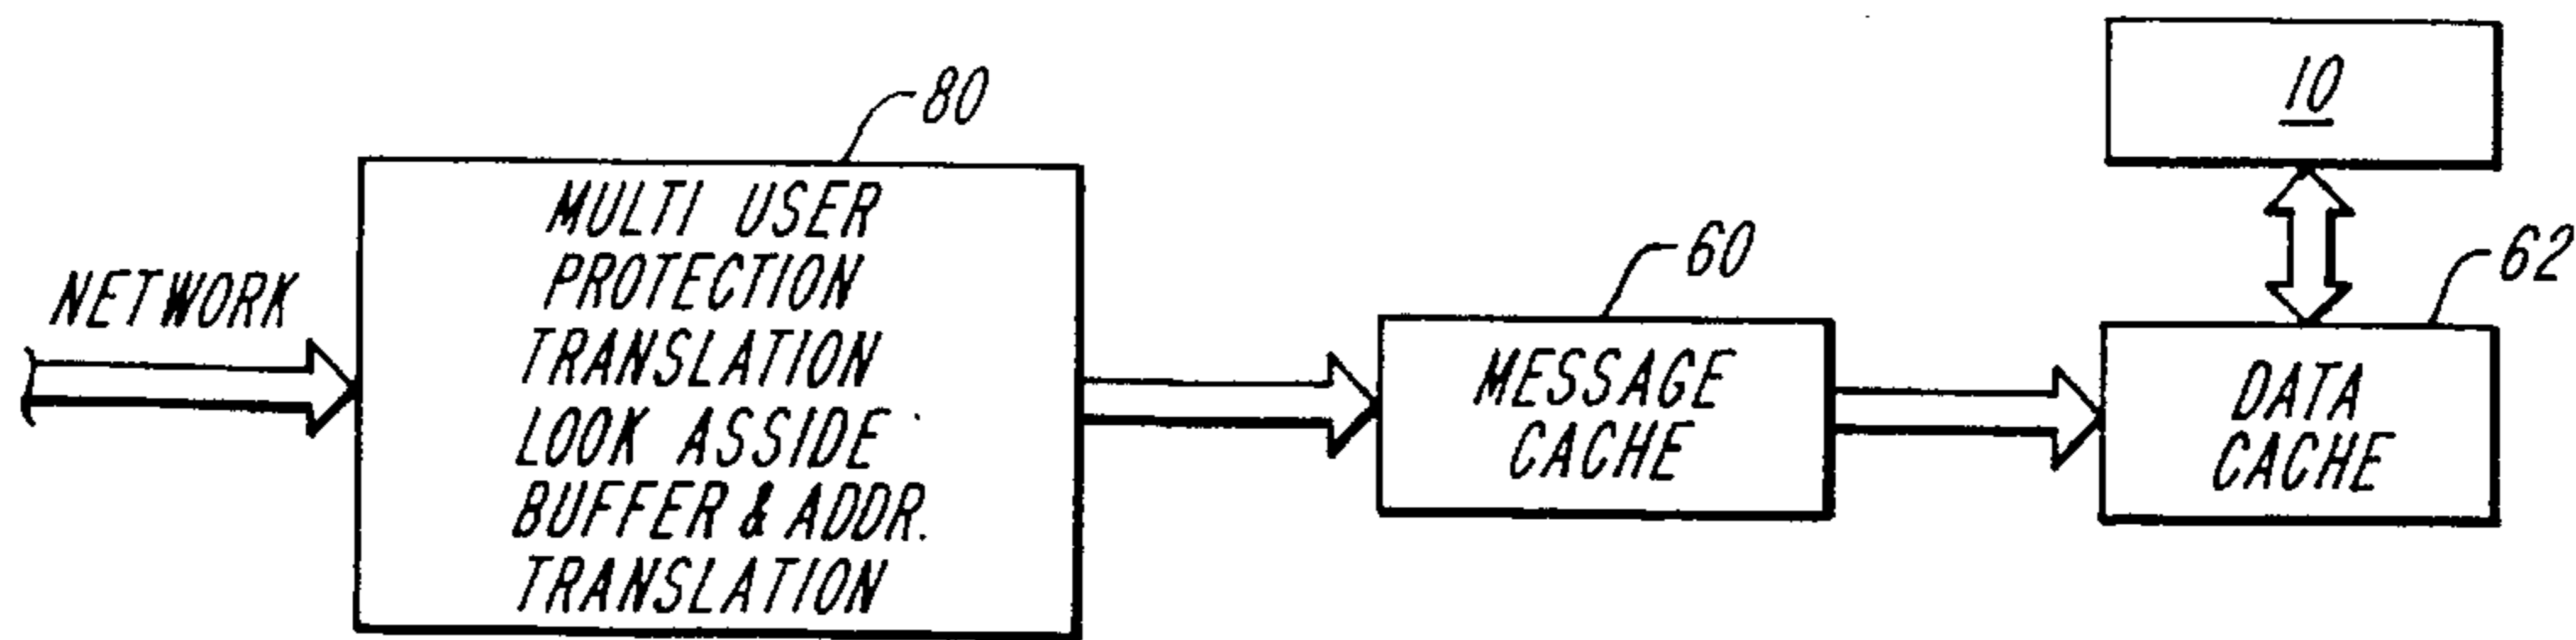 NETWORK
80
MULTI USER
PROTECTION
TRANSLATION
LOOK ASSIDE
BUFFER & ADDR.
TRANSLATION
60
MESSAGE
CACHE
10
62
DATA
CACHE